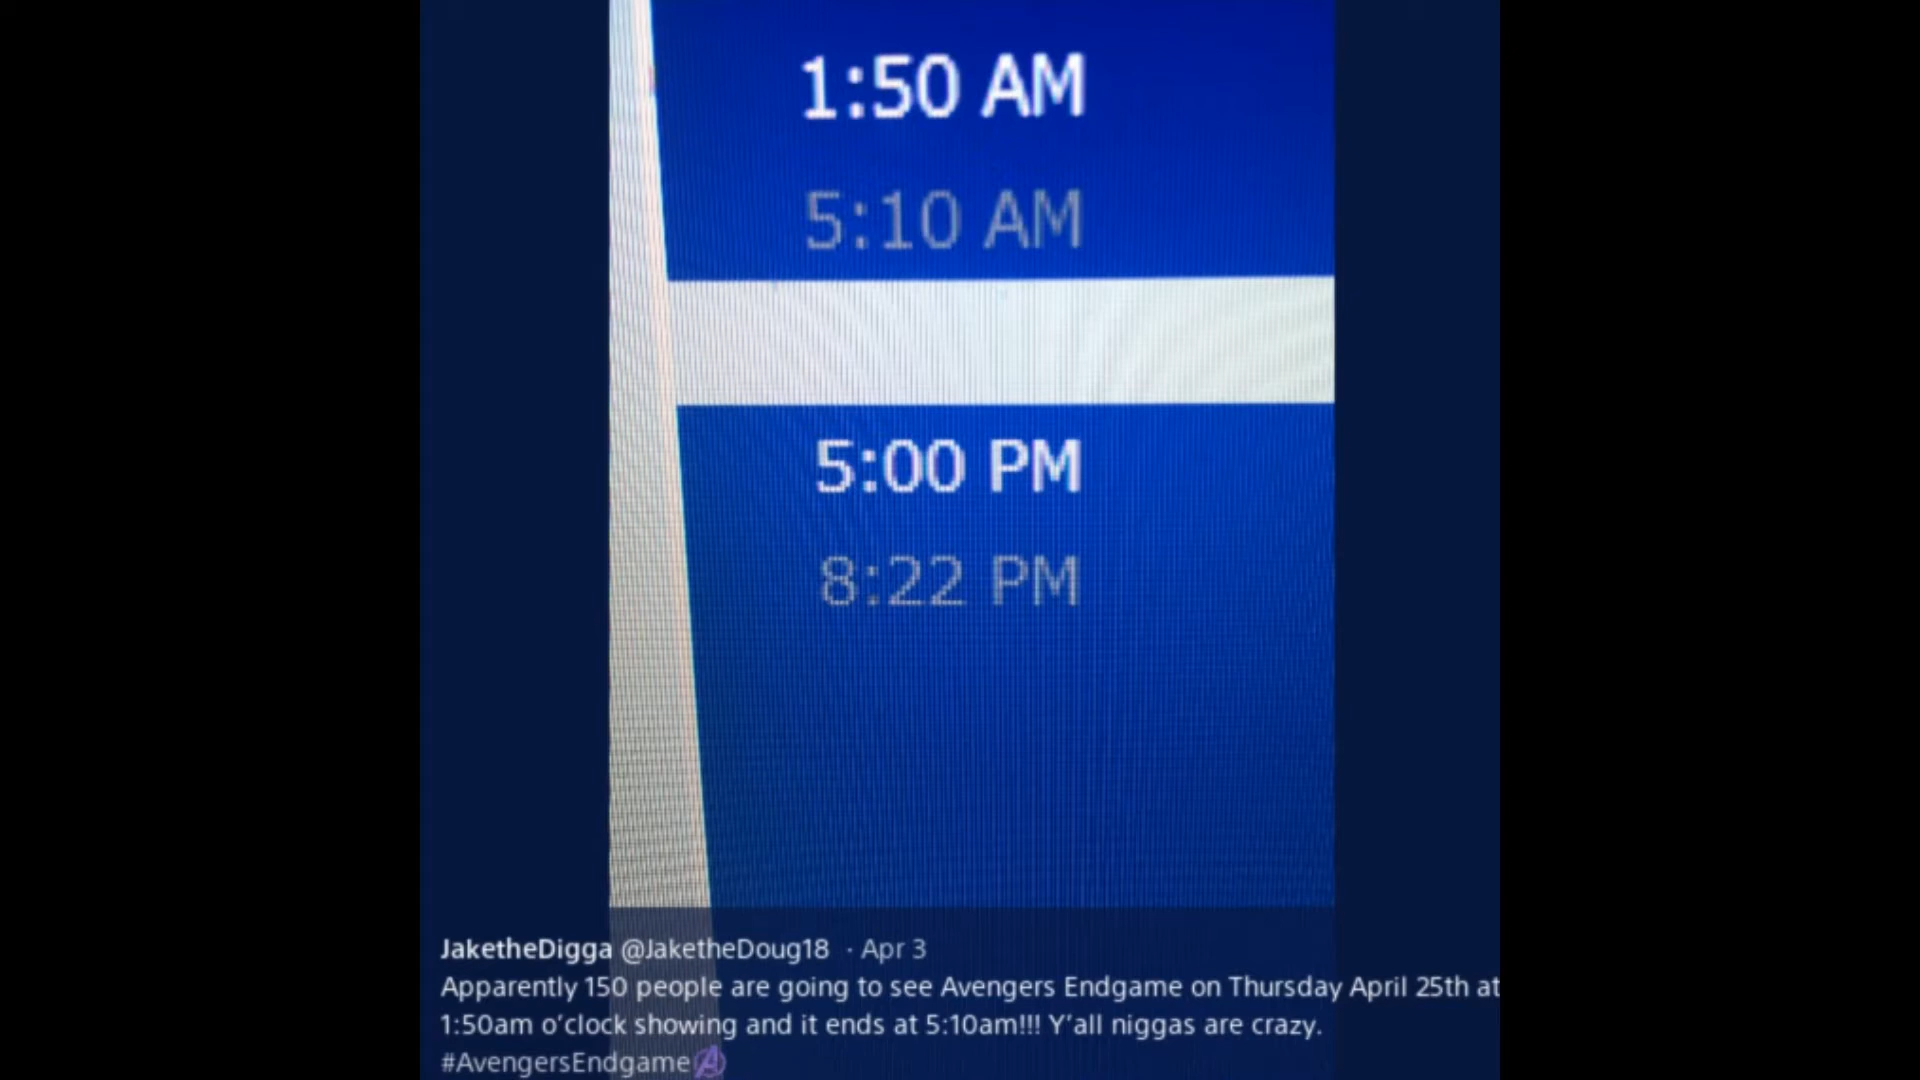 1:50 AM
5:10 AM
5:00 PM
8:22 PM
JaketheDigga @JaketheDoug18 · Apr 3
Apparently 150 people are going to see Avengers Endgame on Thursday April 25th at
1:50am o'clock showing and it ends at 5:10am!!! Y'all niggas are crazy.
#AvengersEndgame